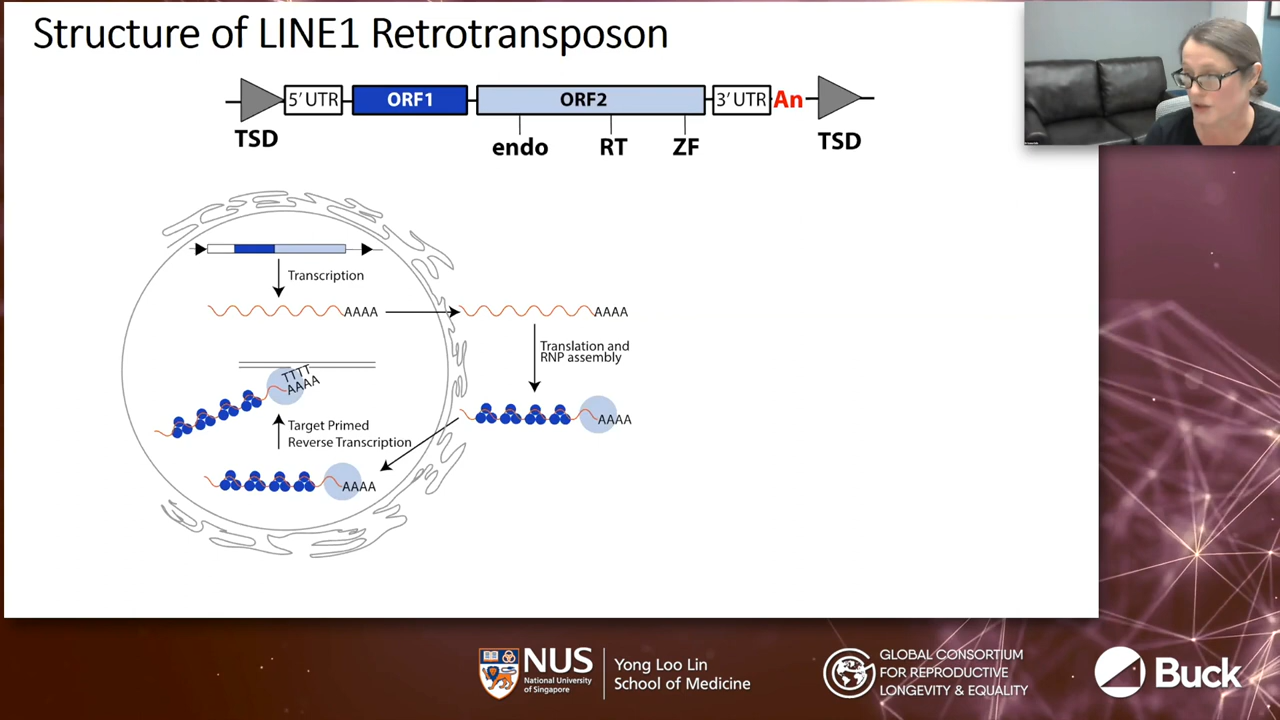 Structure of LINE1 Retrotransposon
5' UTR
ORF1
ORF2
3' UTR
An
TSD
endo
RT
ZF
TSD
Transcription
AAAA
AAAA
Translation and
RNP assembly
TTTT
AAAA
AAAA
Target Primed
Reverse Transcription
AAAA
NUS
National University
of Singapore
Yong Loo Lin
School of Medicine
GLOBAL CONSORTIUM
FOR REPRODUCTIVE
LONGEVITY & EQUALITY
Buck